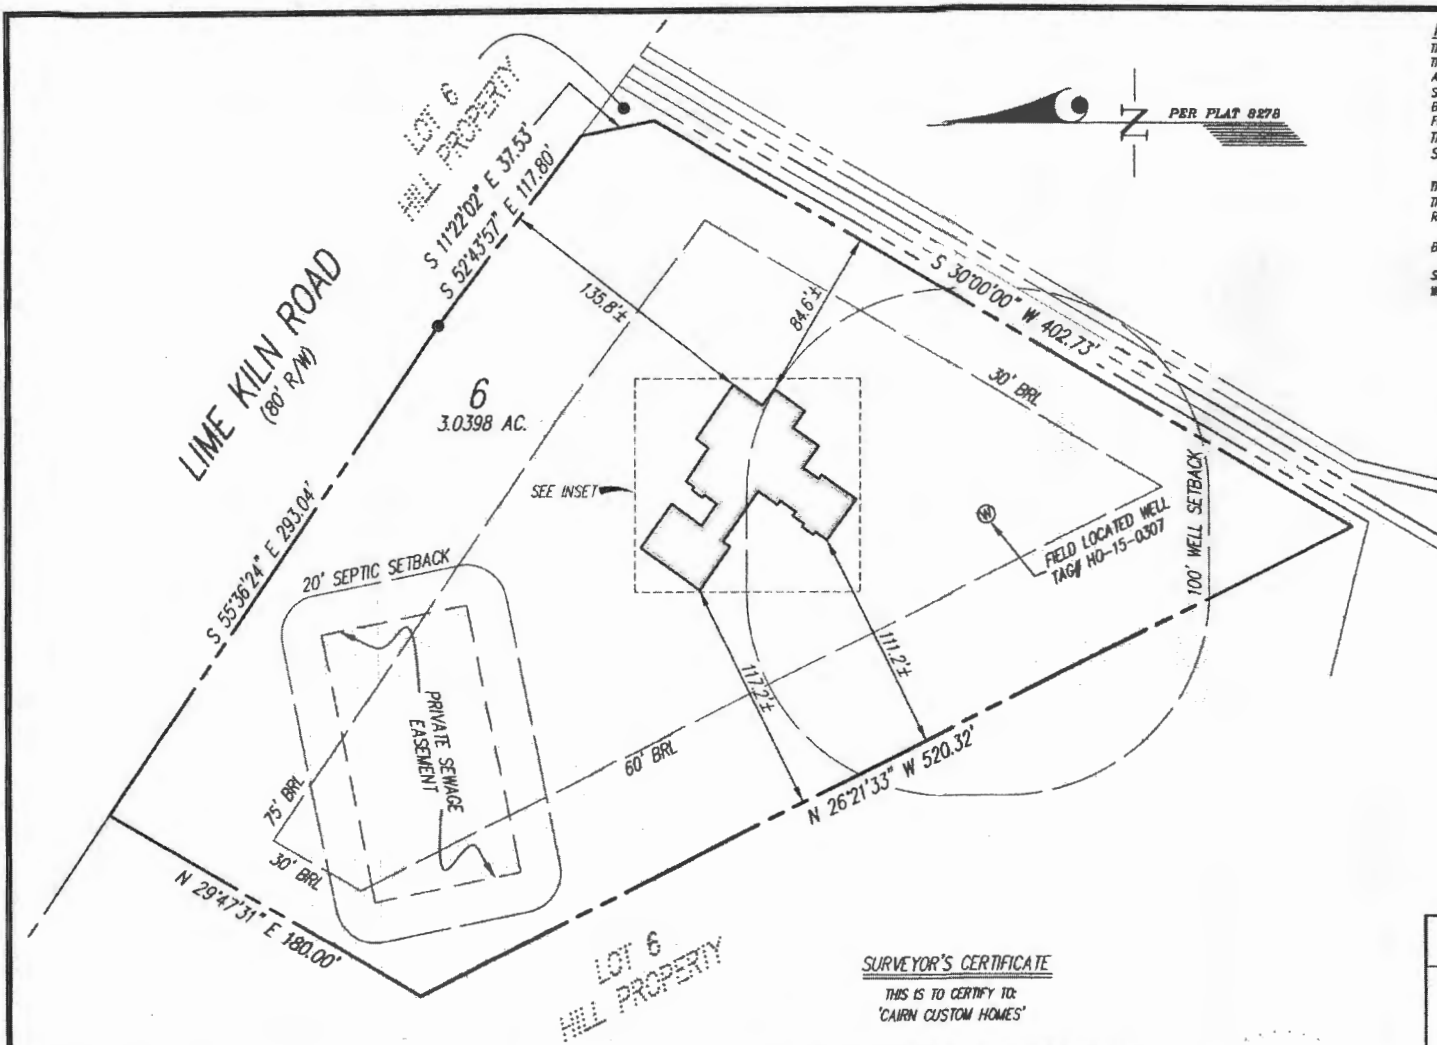 LOT 6
HILL PROPERTY
PER PLAT 8278
N
S 11°22'02" E 37.53'
S 52°43'57" E 117.80'
LIME KILN ROAD
(80' R/W)
135.8'±
84.6'±
S 30°00'00" W 402.73'
30' BRL
6
3.0398 AC.
SEE INSET
W
FIELD LOCATED WELL
TAG# HO-15-0307
100' WELL SETBACK
S 55°36'24" E 293.04'
20' SEPTIC SETBACK
PRIVATE SEWAGE
EASEMENT
117.2'±
111.2'±
60' BRL
75' BRL
30' BRL
N 26°21'33" W 520.32'
N 29°47'31" E 180.00'
LOT 6
HILL PROPERTY
SURVEYOR'S CERTIFICATE
THIS IS TO CERTIFY TO:
'CAIRN CUSTOM HOMES'